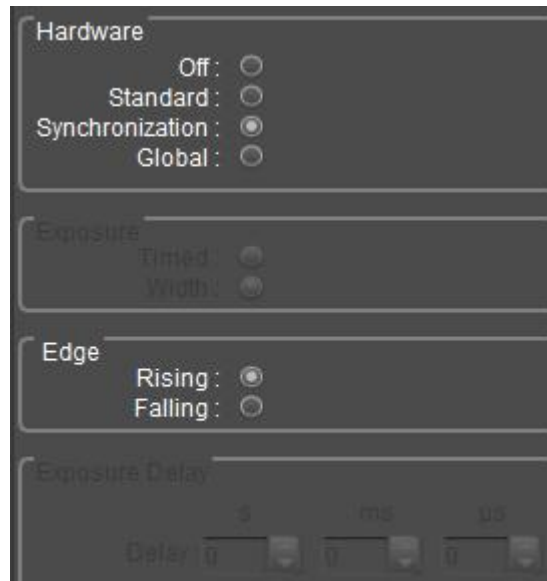 Hardware
Off :
Standard :
Synchronization :
Global :
Exposure
Timed :
Width :
Edge
Rising :
Falling :
Exposure Delay
s ms µs
Delay 0 0 0